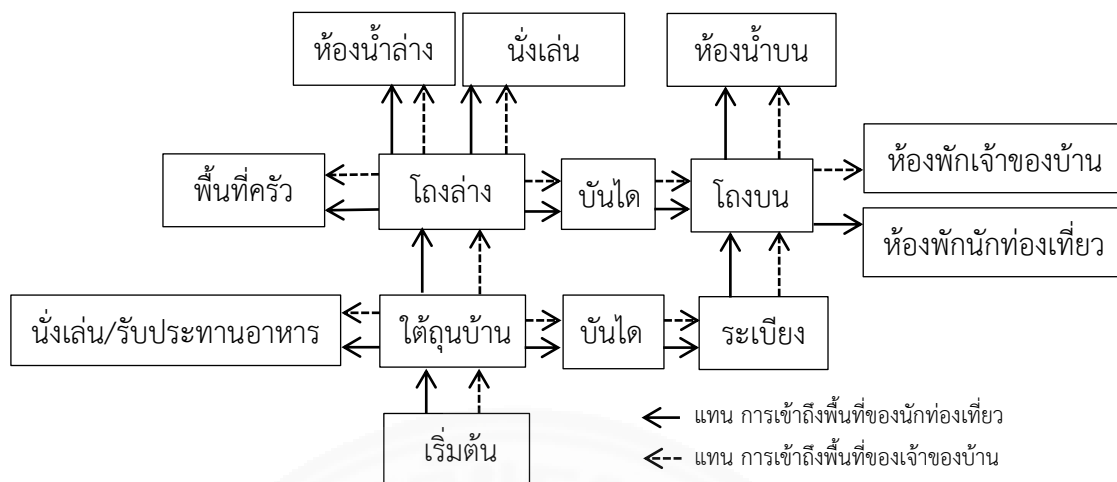 ห้องน้ำล่าง
นั่งเล่น
ห้องน้ำบน
พื้นที่ครัว
โถงล่าง
บันได
โถงบน
ห้องพักเจ้าของบ้าน
ห้องพักนักท่องเที่ยว
นั่งเล่น/รับประทานอาหาร
ใต้ถุนบ้าน
บันได
ระเบียง
เริ่มต้น
แทน การเข้าถึงพื้นที่ของนักท่องเที่ยว
แทน การเข้าถึงพื้นที่ของเจ้าของบ้าน